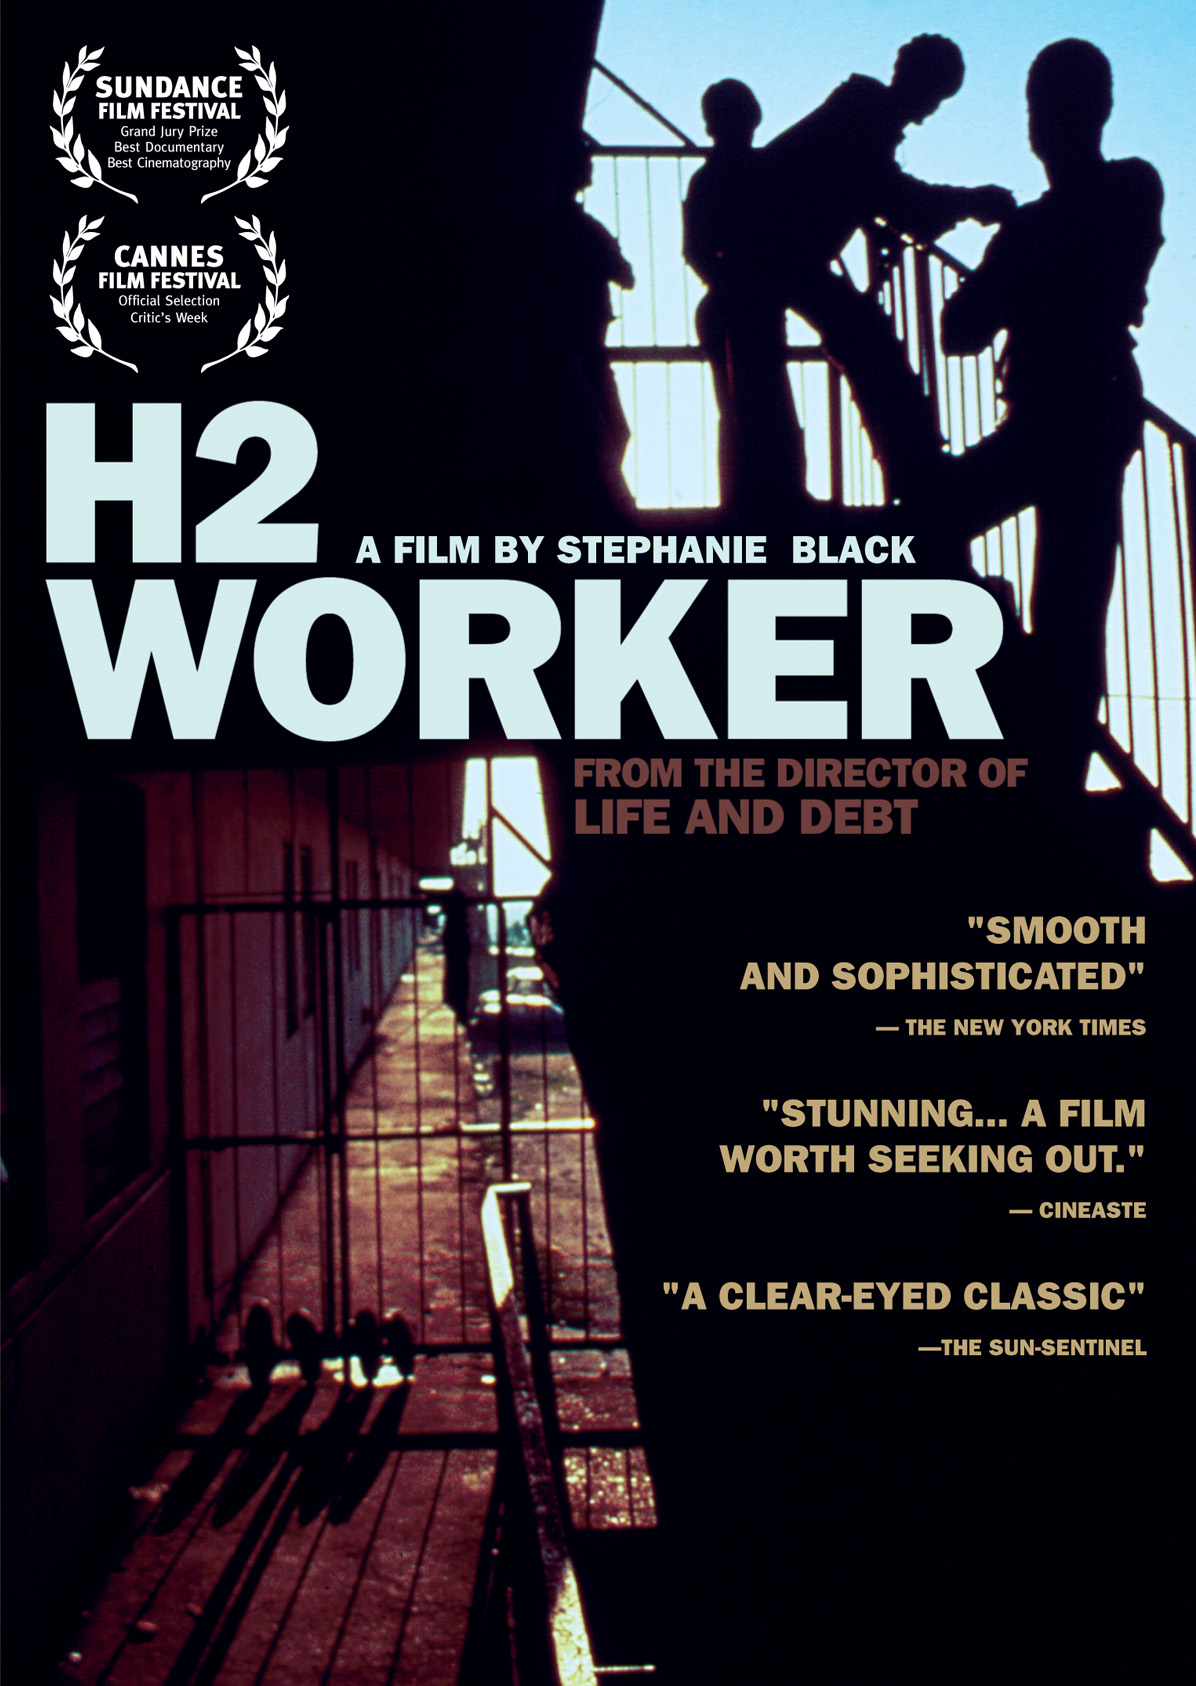 SUNDANCE
FILM FESTIVAL
Grand Jury Prize
Best Documentary
Best Cinematography
CANNES
FILM FESTIVAL
Official Selection
Critic's Week
H2
A FILM BY STEPHANIE BLACK
WORKER
FROM THE DIRECTOR OF
LIFE AND DEBT
"SMOOTH
AND SOPHISTICATED"
— THE NEW YORK TIMES
"STUNNING... A FILM
WORTH SEEKING OUT."
— CINEASTE
"A CLEAR-EYED CLASSIC"
—THE SUN-SENTINEL